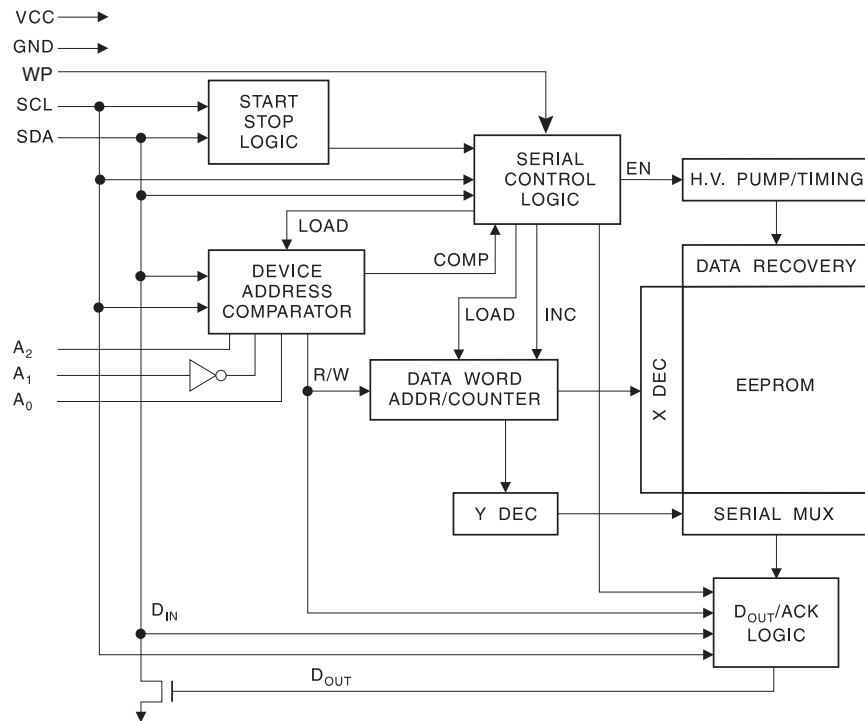 VCC
GND
WP
SCL
SDA
START
STOP
LOGIC
SERIAL
CONTROL
LOGIC
EN
H.V. PUMP/TIMING
LOAD
COMP
DEVICE
ADDRESS
COMPARATOR
DATA RECOVERY
LOAD
INC
A2
A1
A0
R/W
DATA WORD
ADDR/COUNTER
X DEC
EEPROM
Y DEC
SERIAL MUX
DIN
DOUT/ACK
LOGIC
DOUT